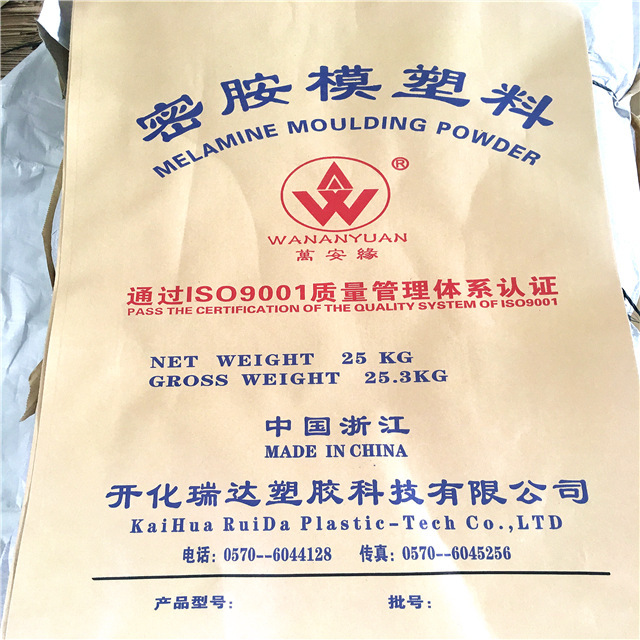 密胺模塑料
MELAMINE MOULDING POWDER
®
WANANYUAN
萬安緣
通过ISO9001质量管理体系认证
PASS THE CERTIFICATION OF THE QUALITY SYSTEM OF ISO9001
NET WEIGHT 25 KG
GROSS WEIGHT 25.3KG
中国浙江
MADE IN CHINA
开化瑞达塑胶科技有限公司
KaiHua RuiDa Plastic-Tech Co.,LTD
电话: 0570--6044128 传真: 0570--6045256
产品型号: 批号: